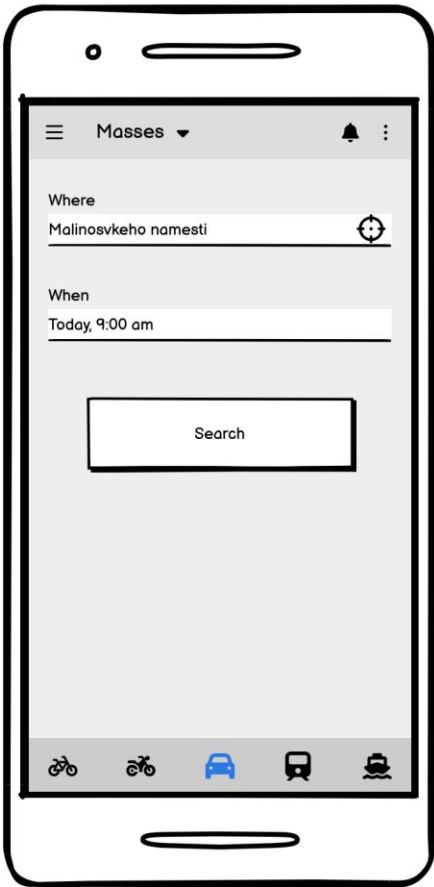 Masses
Where
Malinosvkeho namesti
When
Today, 9:00 am
Search